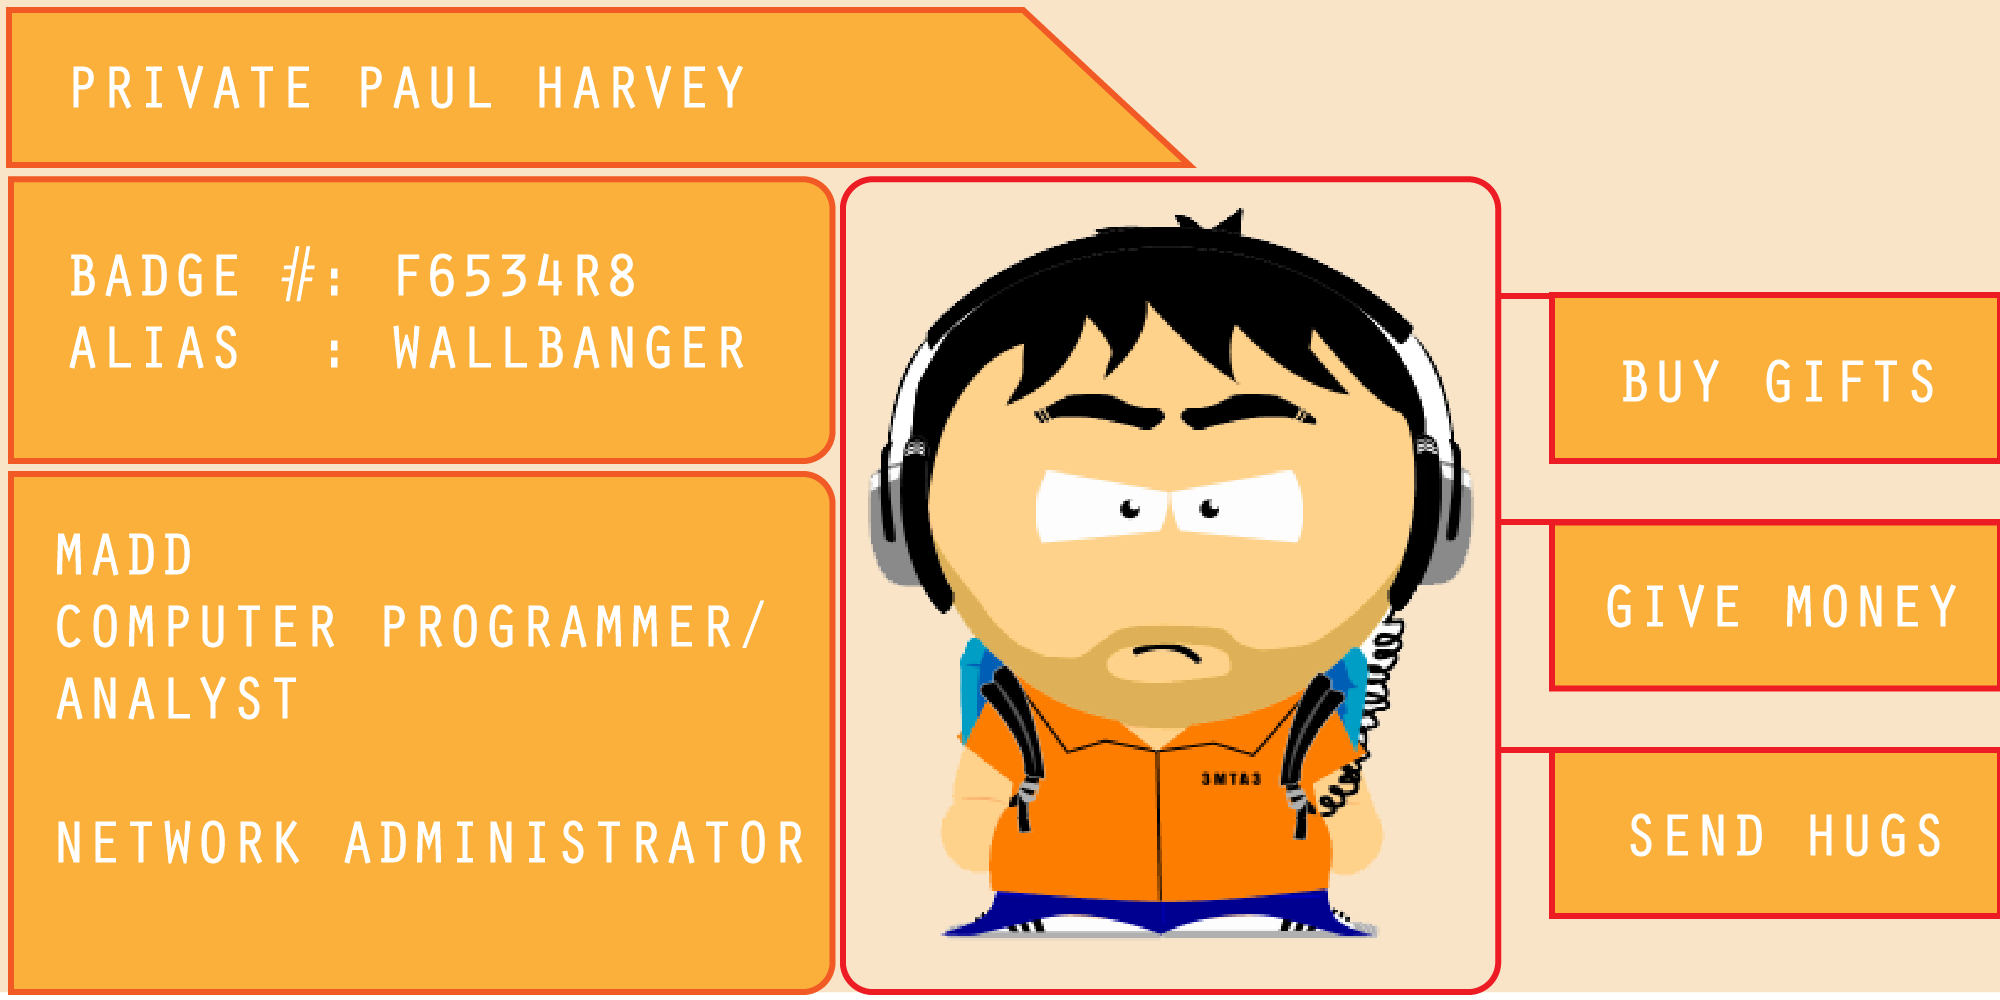 PRIVATE PAUL HARVEY
BADGE #: F6534R8
ALIAS : WALLBANGER
MADD
COMPUTER PROGRAMMER/
ANALYST
NETWORK ADMINISTRATOR
3MTA3
BUY GIFTS
GIVE MONEY
SEND HUGS